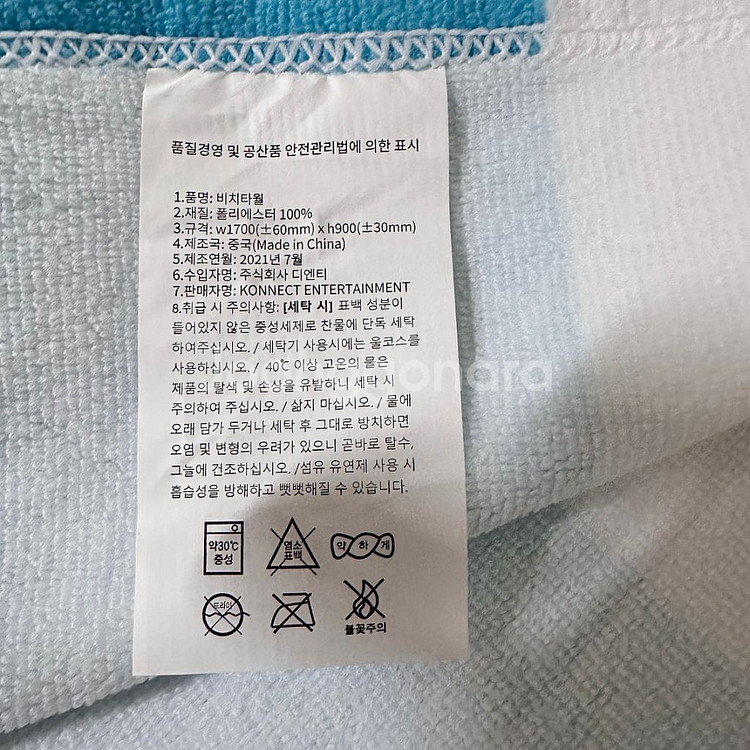 품질경영 및 공산품 안전관리법에 의한 표시
1.품명: 비치타월
2.재질: 폴리에스터 100%
3.규격: w1700(±60mm) x h900(±30mm)
4.제조국: 중국(Made in China)
5.제조연월: 2021년 7월
6.수입자명: 주식회사 디엔티
7.판매자명: KONNECT ENTERTAINMENT
8.취급 시 주의사항: [세탁 시] 표백 성분이
들어있지 않은 중성세제로 찬물에 단독 세탁
하여주십시오. / 세탁기 사용시에는 울코스를
사용하십시오. / 40℃ 이상 고온의 물은
제품의 탈색 및 손상을 유발하니 세탁 시
주의하여 주십시오. / 삶지 마십시오. / 물에
오래 담가 두거나 세탁 후 그대로 방치하면
오염 및 변형의 우려가 있으니 곧바로 탈수,
그늘에 건조하십시오. /섬유 유연제 사용 시
흡습성을 방해하고 뻣뻣해질 수 있습니다.
약30℃
중성
염소
표백
약하게
드라이
불꽃주의